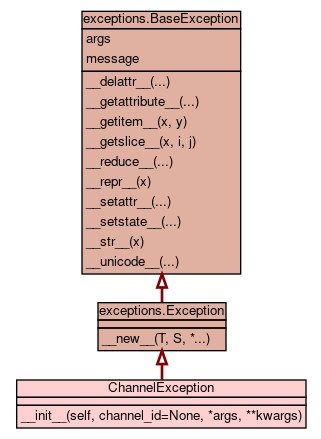 exceptions.BaseException
args
message
__delattr__(...)
__getattribute__(...)
__getitem__(x, y)
__getslice__(x, i, j)
__reduce__(...)
__repr__(x)
__setattr__(...)
__setstate__(...)
__str__(x)
__unicode__(...)
exceptions.Exception
__new__(T, S, *...)
ChannelException
__init__(self, channel_id=None, *args, **kwargs)